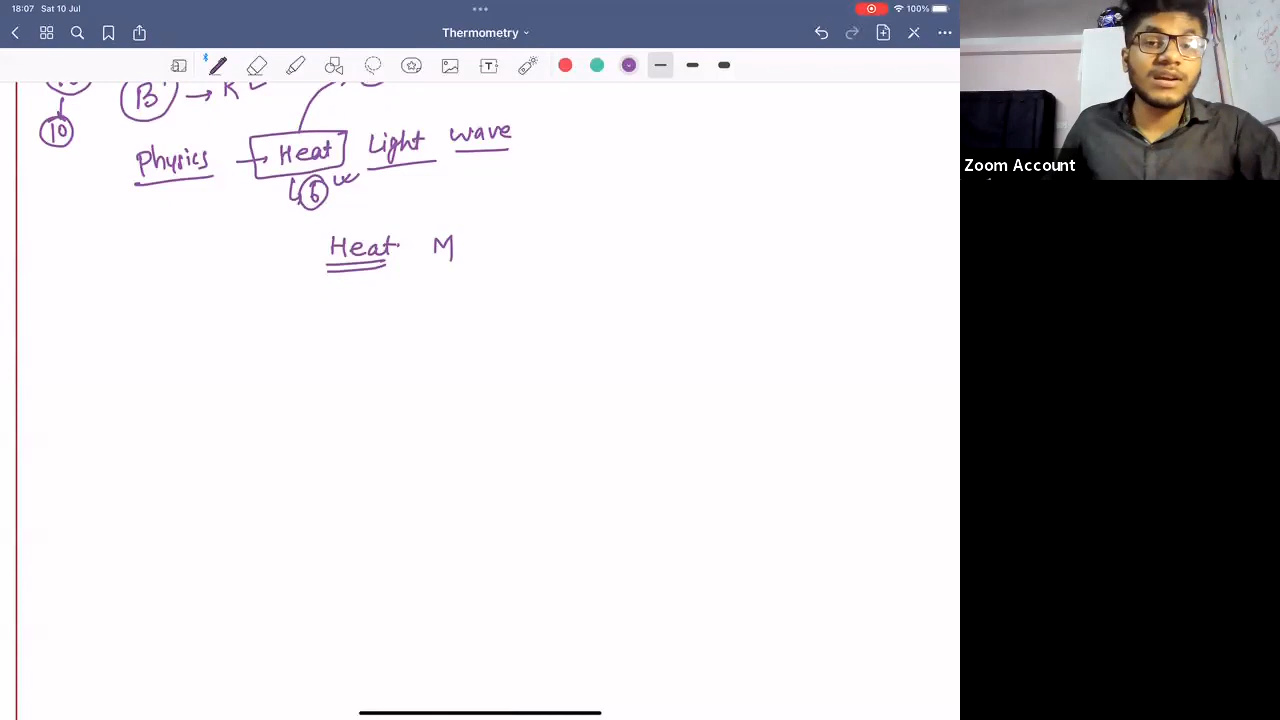 18:07 Sat 10 Jul
100%
Thermometry
T
B → K
10
Physics → Heat Light wave
6
Heat. M
Zoom Account